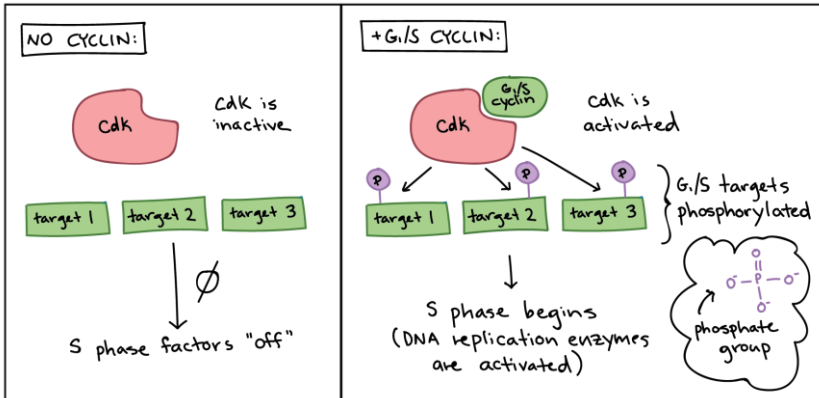 NO CYCLIN:
Cdk
Cdk is
inactive
target 1
target 2
target 3
S phase factors "off"
+G₁/S CYCLIN:
G₁/S
cyclin
Cdk
Cdk is
activated
P
P
P
target 1
target 2
target 3
G₁/S targets
phosphorylated
S phase begins
(DNA replication enzymes
are activated)
O
O⁻ P O⁻
O⁻
phosphate
group